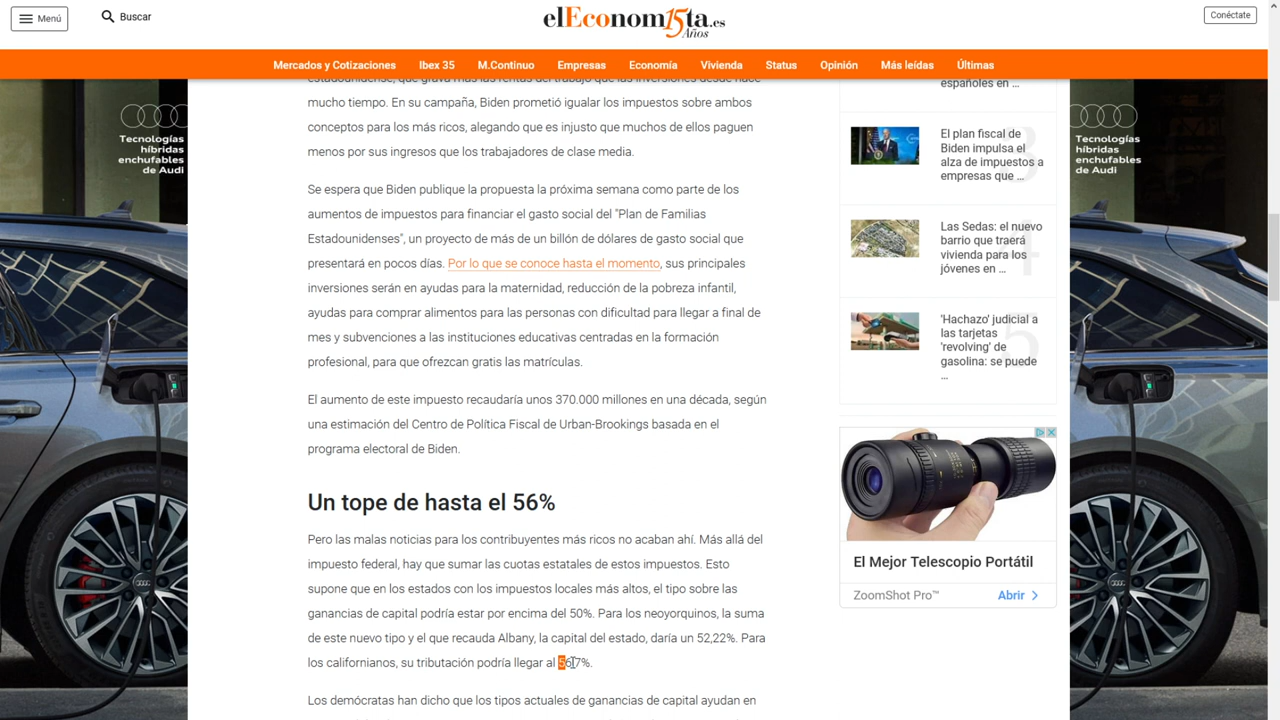 Menú
Buscar
elEconom15ta.es
Años
Conéctate
Mercados y Cotizaciones Ibex 35 M.Continuo Empresas Economía Vivienda Status Opinión Más leídas Últimas
Tecnologías
híbridas
enchufables
de Audi
estadounidense, que grava más las rentas del trabajo que las inversiones desde hace
mucho tiempo. En su campaña, Biden prometió igualar los impuestos sobre ambos
conceptos para los más ricos, alegando que es injusto que muchos de ellos paguen
menos por sus ingresos que los trabajadores de clase media.
Se espera que Biden publique la propuesta la próxima semana como parte de los
aumentos de impuestos para financiar el gasto social del "Plan de Familias
Estadounidenses", un proyecto de más de un billón de dólares de gasto social que
presentará en pocos días. Por lo que se conoce hasta el momento, sus principales
inversiones serán en ayudas para la maternidad, reducción de la pobreza infantil,
ayudas para comprar alimentos para las personas con dificultad para llegar a final de
mes y subvenciones a las instituciones educativas centradas en la formación
profesional, para que ofrezcan gratis las matrículas.
El aumento de este impuesto recaudaría unos 370.000 millones en una década, según
una estimación del Centro de Política Fiscal de Urban-Brookings basada en el
programa electoral de Biden.
Un tope de hasta el 56%
Pero las malas noticias para los contribuyentes más ricos no acaban ahí. Más allá del
impuesto federal, hay que sumar las cuotas estatales de estos impuestos. Esto
supone que en los estados con los impuestos locales más altos, el tipo sobre las
ganancias de capital podría estar por encima del 50%. Para los neoyorquinos, la suma
de este nuevo tipo y el que recauda Albany, la capital del estado, daría un 52,22%. Para
los californianos, su tributación podría llegar al 56,7%.
Los demócratas han dicho que los tipos actuales de ganancias de capital ayudan en
españoles en ...
3
El plan fiscal de
Biden impulsa el
alza de impuestos a
empresas que ...
4
Las Sedas: el nuevo
barrio que traerá
vivienda para los
jóvenes en ...
5
'Hachazo' judicial a
las tarjetas
'revolving' de
gasolina: se puede
...
El Mejor Telescopio Portátil
ZoomShot Pro™ Abrir
Tecnologías
híbridas
enchufables
de Audi